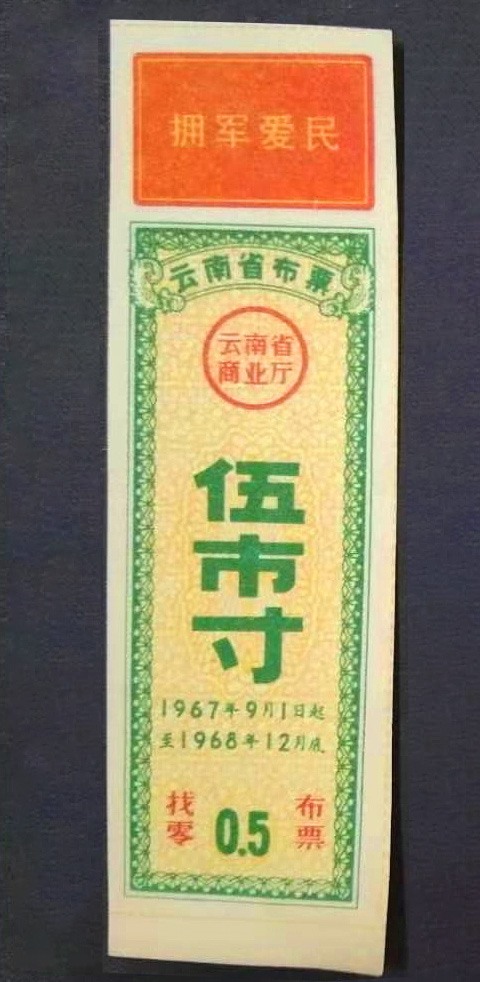 拥军爱民
云南省布票
云南省
商业厅
伍市寸
1967年9月1日起
至1968年12月底
找零
0.5
布票